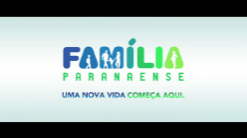 FAMÍLIA
PARANAENSE
UMA NOVA VIDA COMEÇA AQUI.